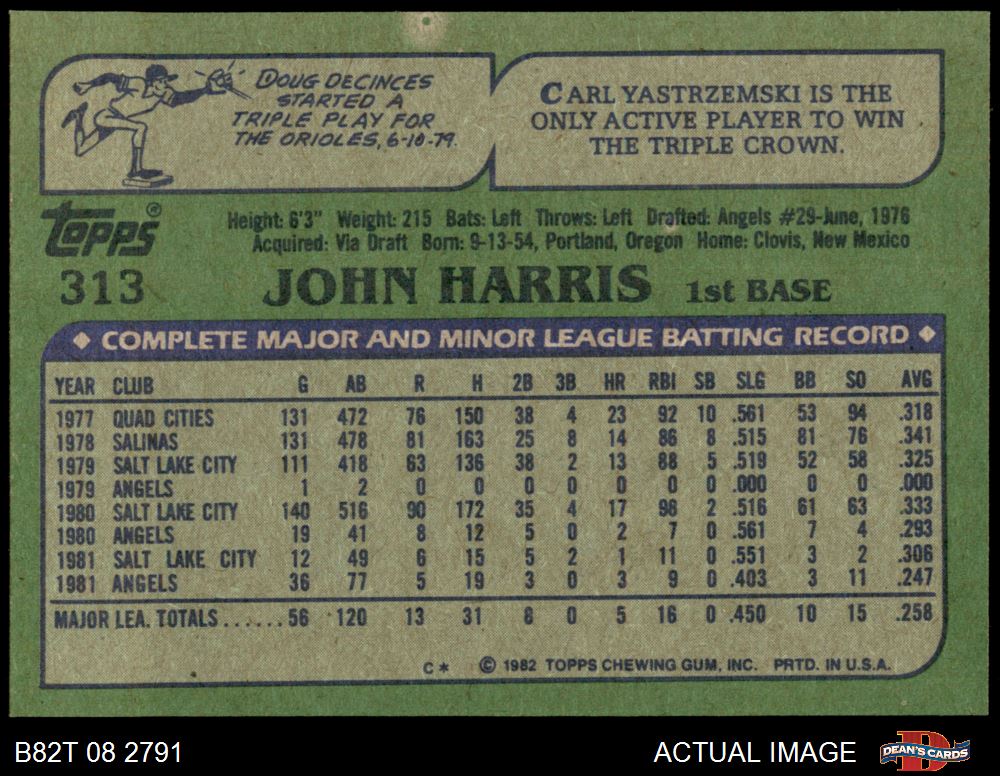 DOUG DECINCES
STARTED A
TRIPLE PLAY FOR
THE ORIOLES, 6-10-79.
CARL YASTRZEMSKI IS THE
ONLY ACTIVE PLAYER TO WIN
THE TRIPLE CROWN.
TOPPS®
313
Height: 6'3" Weight: 215 Bats: Left Throws: Left Drafted: Angels #29-June, 1976
Acquired: Via Draft Born: 9-13-54, Portland, Oregon Home: Clovis, New Mexico
JOHN HARRIS 1st BASE
◆ COMPLETE MAJOR AND MINOR LEAGUE BATTING RECORD ◆
YEAR CLUB G AB R H 2B 3B HR RBI SB SLG BB SO AVG
1977 QUAD CITIES 131 472 76 150 38 4 23 92 10 .561 53 94 .318
1978 SALINAS 131 478 81 163 25 8 14 86 8 .515 81 76 .341
1979 SALT LAKE CITY 111 418 63 136 38 2 13 88 5 .519 52 58 .325
1979 ANGELS 1 2 0 0 0 0 0 0 0 .000 0 0 .000
1980 SALT LAKE CITY 140 516 90 172 35 4 17 98 2 .516 61 63 .333
1980 ANGELS 19 41 8 12 5 0 2 7 0 .561 7 4 .293
1981 SALT LAKE CITY 12 49 6 15 5 2 1 11 0 .551 3 2 .306
1981 ANGELS 36 77 5 19 3 0 3 9 0 .403 3 11 .247
MAJOR LEA. TOTALS......56 120 13 31 8 0 5 16 0 .450 10 15 .258
C* © 1982 TOPPS CHEWING GUM, INC. PRTD. IN U.S.A.
B82T 08 2791
ACTUAL IMAGE
D
DEAN'S CARDS